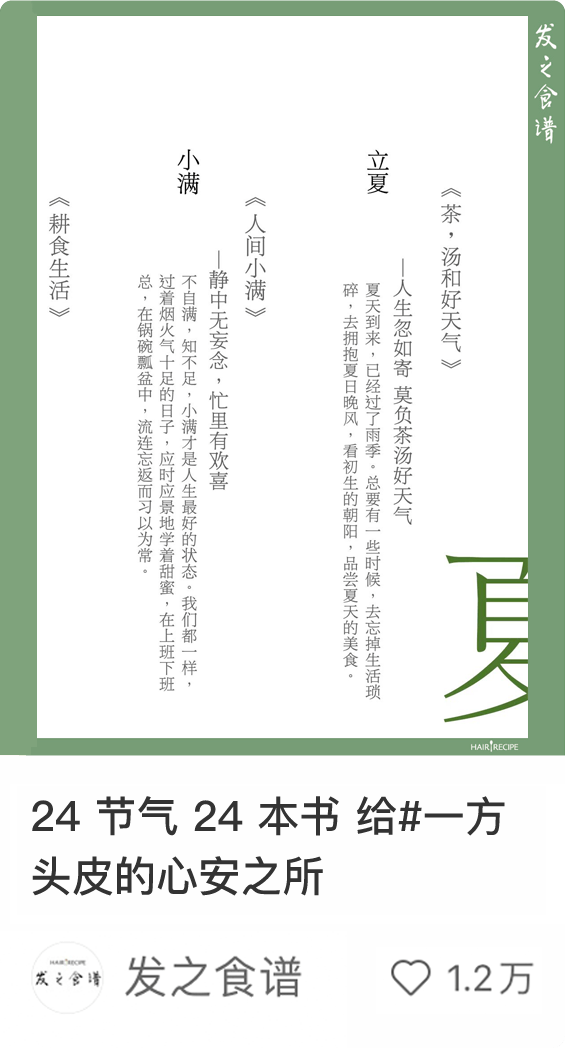 发之食谱
《茶，汤和好天气》
立夏
—人生忽如寄 莫负茶汤好天气
夏天到来，已经过了雨季。总要有一些时候，去忘掉生活琐
碎，去拥抱夏日晚风，看初生的朝阳，品尝夏天的美食。
《人间小满》
小满
—静中无妄念，忙里有欢喜
不自满，知不足，小满才是人生最好的状态。我们都一样，
过着烟火气十足的日子，应时应景地学着甜蜜，在上班下班
总，在锅碗瓢盆中，流连忘返而习以为常。
《耕食生活》
夏
HAIR RECIPE
24 节气 24 本书 给#一方
头皮的心安之所
HAIR RECIPE
发之食谱
发之食谱
1.2万